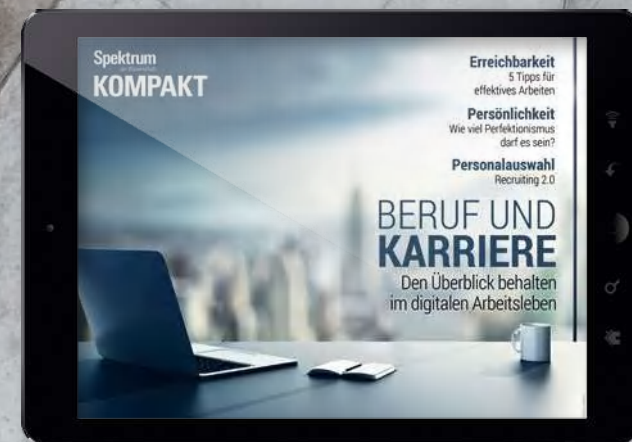 Spektrum
KOMPAKT
Erreichbarkeit
5 Tipps für
effektives Arbeiten
Persönlichkeit
Wie viel Perfektionismus
darf es sein?
Personalauswahl
Recruiting 2.0
BERUF UND
KARRIERE
Den Überblick behalten
im digitalen Arbeitsleben